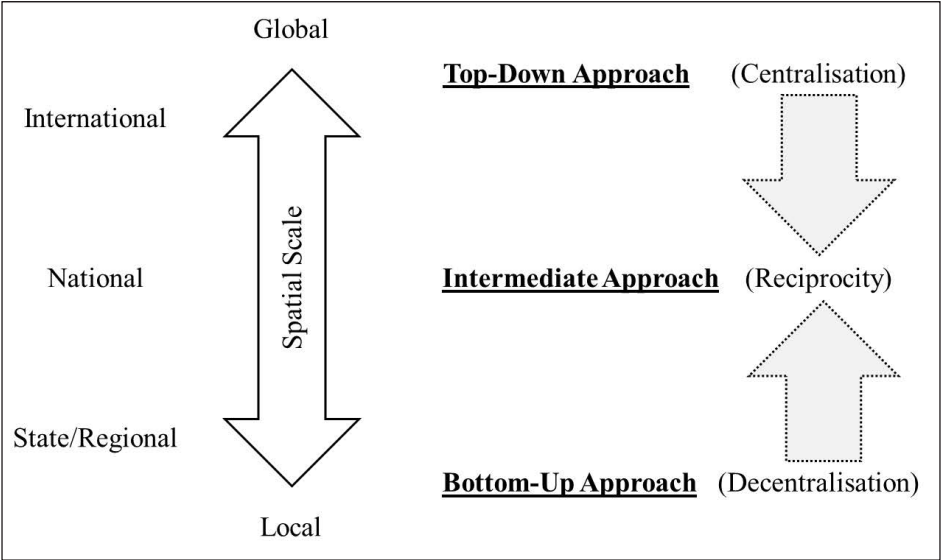 Global
Top-Down Approach (Centralisation)
International
Spatial Scale
National
Intermediate Approach (Reciprocity)
State/Regional
Bottom-Up Approach (Decentralisation)
Local